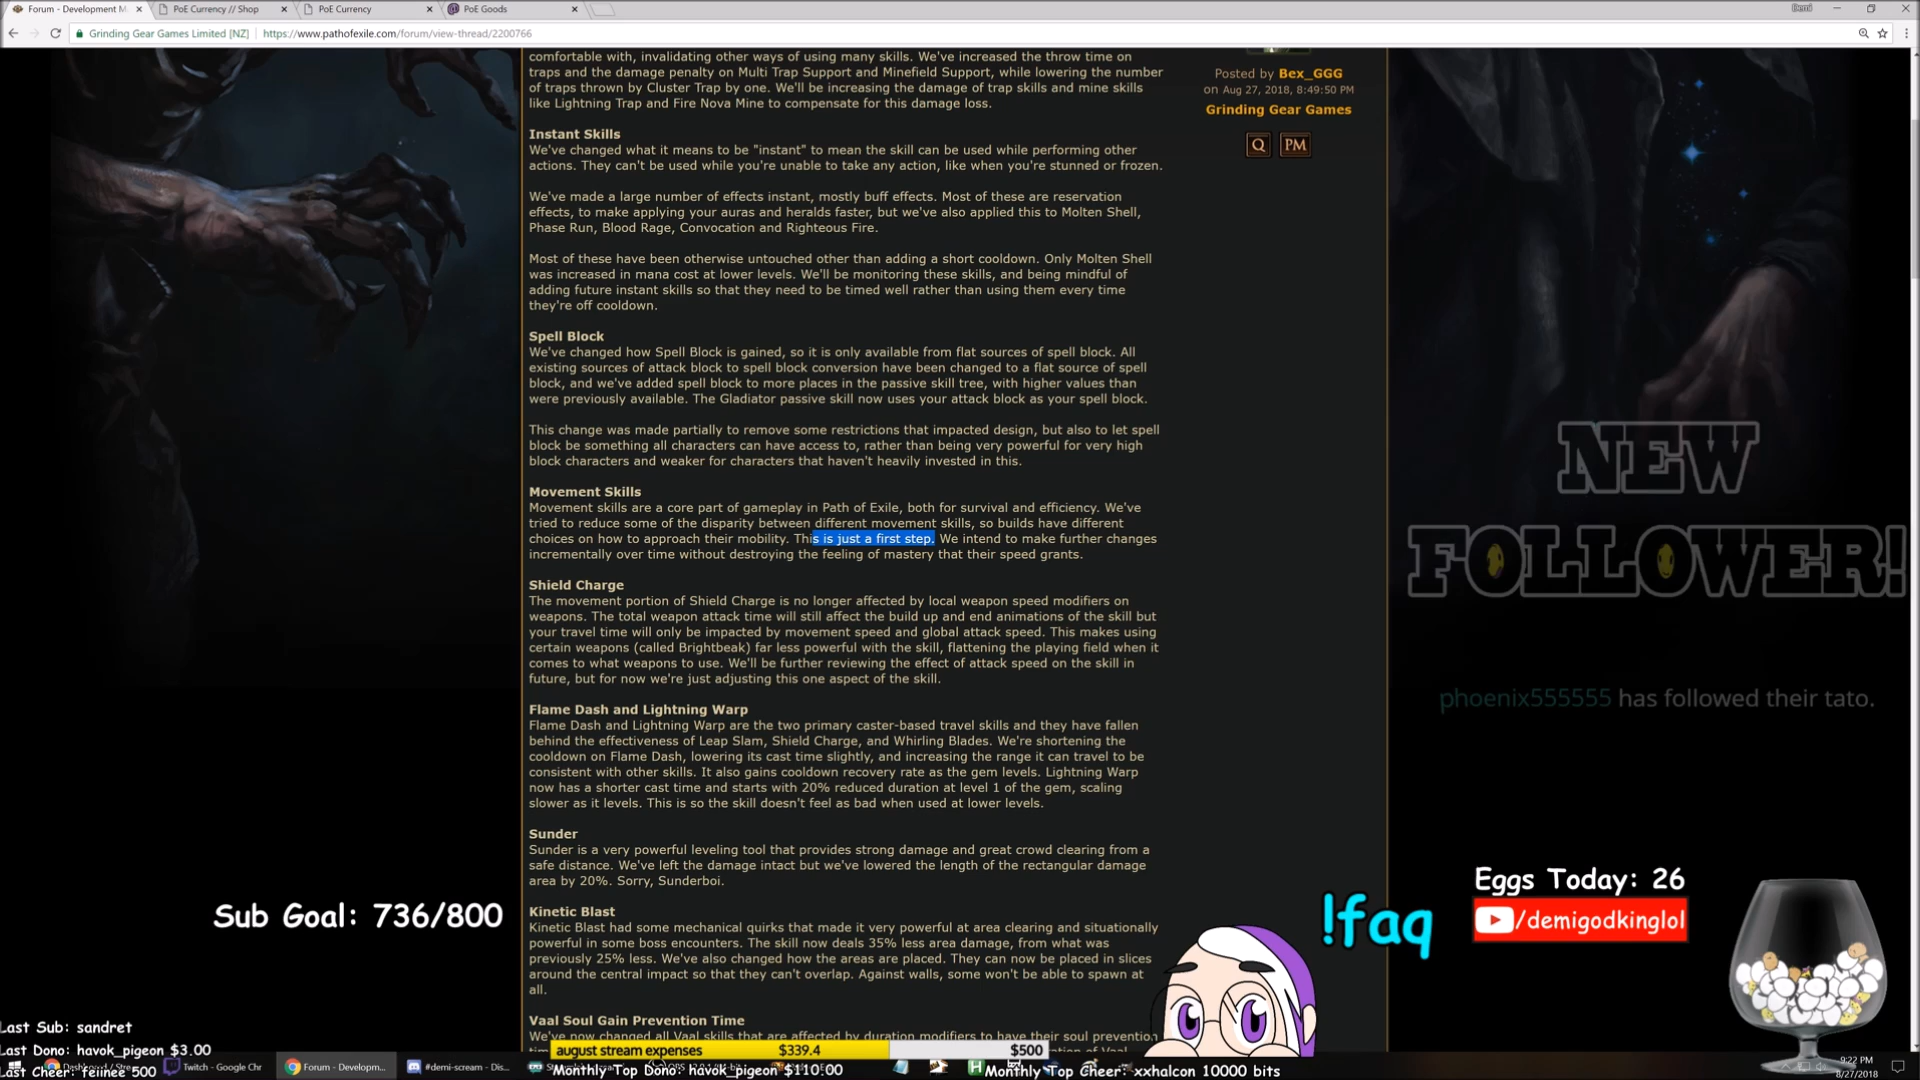 Forum - Development M
PoE Currency // Shop
PoE Currency
PoE Goods
Demi
Grinding Gear Games Limited [NZ]
https://www.pathofexile.com/forum/view-thread/2200766
comfortable with, invalidating other ways of using many skills. We've increased the throw time on
traps and the damage penalty on Multi Trap Support and Minefield Support, while lowering the number
of traps thrown by Cluster Trap by one. We'll be increasing the damage of trap skills and mine skills
like Lightning Trap and Fire Nova Mine to compensate for this damage loss.
Posted by Bex_GGG
on Aug 27, 2018, 8:49:50 PM
Grinding Gear Games
Q PM
Instant Skills
We've changed what it means to be "instant" to mean the skill can be used while performing other
actions. They can't be used while you're unable to take any action, like when you're stunned or frozen.
We've made a large number of effects instant, mostly buff effects. Most of these are reservation
effects, to make applying your auras and heralds faster, but we've also applied this to Molten Shell,
Phase Run, Blood Rage, Convocation and Righteous Fire.
Most of these have been otherwise untouched other than adding a short cooldown. Only Molten Shell
was increased in mana cost at lower levels. We'll be monitoring these skills, and being mindful of
adding future instant skills so that they need to be timed well rather than using them every time
they're off cooldown.
Spell Block
We've changed how Spell Block is gained, so it is only available from flat sources of spell block. All
existing sources of attack block to spell block conversion have been changed to a flat source of spell
block, and we've added spell block to more places in the passive skill tree, with higher values than
were previously available. The Gladiator passive skill now uses your attack block as your spell block.
This change was made partially to remove some restrictions that impacted design, but also to let spell
block be something all characters can have access to, rather than being very powerful for very high
block characters and weaker for characters that haven't heavily invested in this.
Movement Skills
Movement skills are a core part of gameplay in Path of Exile, both for survival and efficiency. We've
tried to reduce some of the disparity between different movement skills, so builds have different
choices on how to approach their mobility. This is just a first step. We intend to make further changes
incrementally over time without destroying the feeling of mastery that their speed grants.
Shield Charge
The movement portion of Shield Charge is no longer affected by local weapon speed modifiers on
weapons. The total weapon attack time will still affect the build up and end animations of the skill but
your travel time will only be impacted by movement speed and global attack speed. This makes using
certain weapons (called Brightbeak) far less powerful with the skill, flattening the playing field when it
comes to what weapons to use. We'll be further reviewing the effect of attack speed on the skill in
future, but for now we're just adjusting this one aspect of the skill.
Flame Dash and Lightning Warp
Flame Dash and Lightning Warp are the two primary caster-based travel skills and they have fallen
behind the effectiveness of Leap Slam, Shield Charge, and Whirling Blades. We're shortening the
cooldown on Flame Dash, lowering its cast time slightly, and increasing the range it can travel to be
consistent with other skills. It also gains cooldown recovery rate as the gem levels. Lightning Warp
now has a shorter cast time and starts with 20% reduced duration at level 1 of the gem, scaling
slower as it levels. This is so the skill doesn't feel as bad when used at lower levels.
Sunder
Sunder is a very powerful leveling tool that provides strong damage and great crowd clearing from a
safe distance. We've left the damage intact but we've lowered the length of the rectangular damage
area by 20%. Sorry, Sunderboi.
Kinetic Blast
Kinetic Blast had some mechanical quirks that made it very powerful at area clearing and situationally
powerful in some boss encounters. The skill now deals 35% less area damage, from what was
previously 25% less. We've also changed how the areas are placed. They can now be placed in slices
around the central impact so that they can't overlap. Against walls, some won't be able to spawn at
all.
Vaal Soul Gain Prevention Time
We've now changed all Vaal skills that are affected by duration modifiers to have their soul prevention
NEW
FOLLOWER!
phoenix555555 has followed their tato.
Sub Goal: 736/800
!faq
Eggs Today: 26
/demigodkinglol
Last Sub: sandret
Last Dono: havok_pigeon $3.00
Last Cheer: feiinee 500
august stream expenses $339.4 $500
Monthly Top Dono: havok_pigeon $110.00
Monthly Top Cheer: xxhalcon 10000 bits
Twitch - Google Chr
Forum - Developm...
#demi-scream - Dis...
9:22 PM
8/27/2018